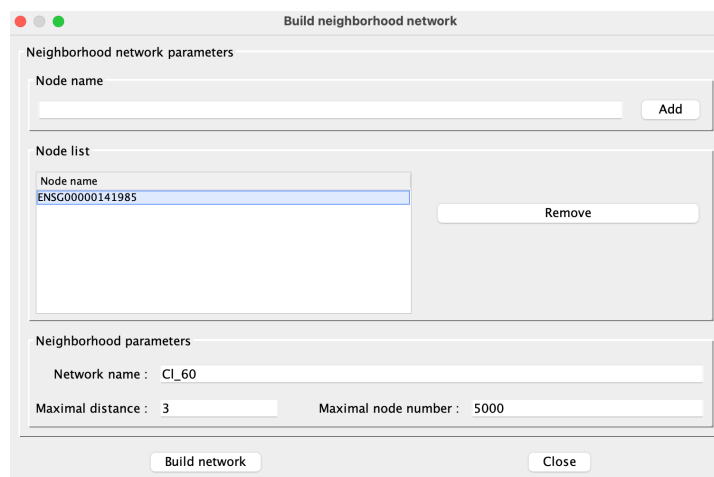 Build neighborhood network
Neighborhood network parameters
Node name
Add
Node list
Node name
ENSG00000141985
Remove
Neighborhood parameters
Network name : Cl_60
Maximal distance : 3 Maximal node number : 5000
Build network Close